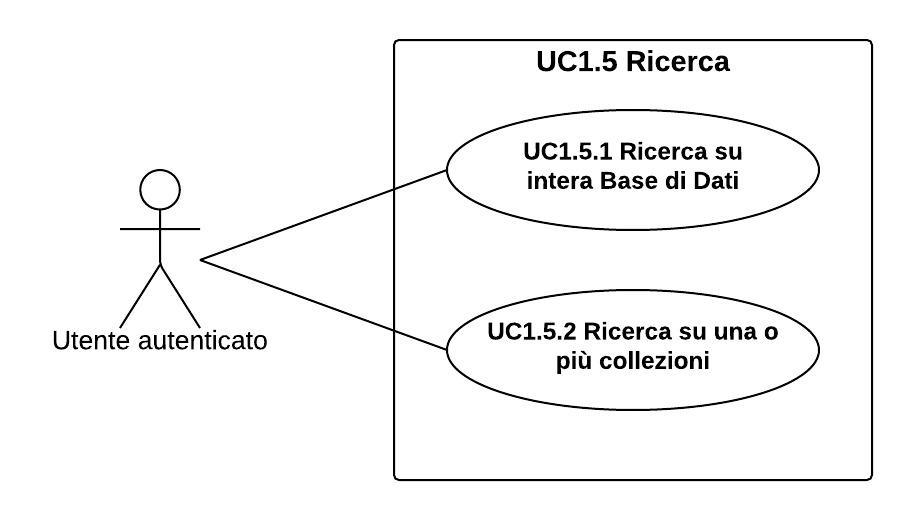 UC1.5 Ricerca
UC1.5.1 Ricerca su
intera Base di Dati
UC1.5.2 Ricerca su una o
più collezioni
Utente autenticato